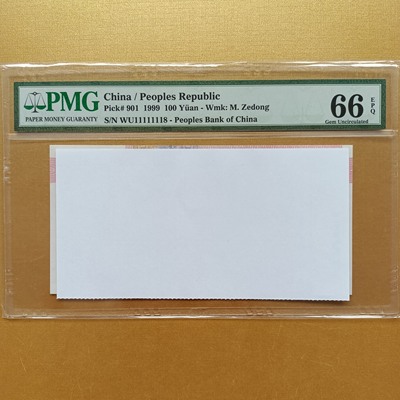 PMG
PAPER MONEY GUARANTY
China / Peoples Republic
Pick# 901 1999 100 Yüan - Wmk: M. Zedong
S/N WU11111118 - Peoples Bank of China
66 EPQ
Gem Uncirculated